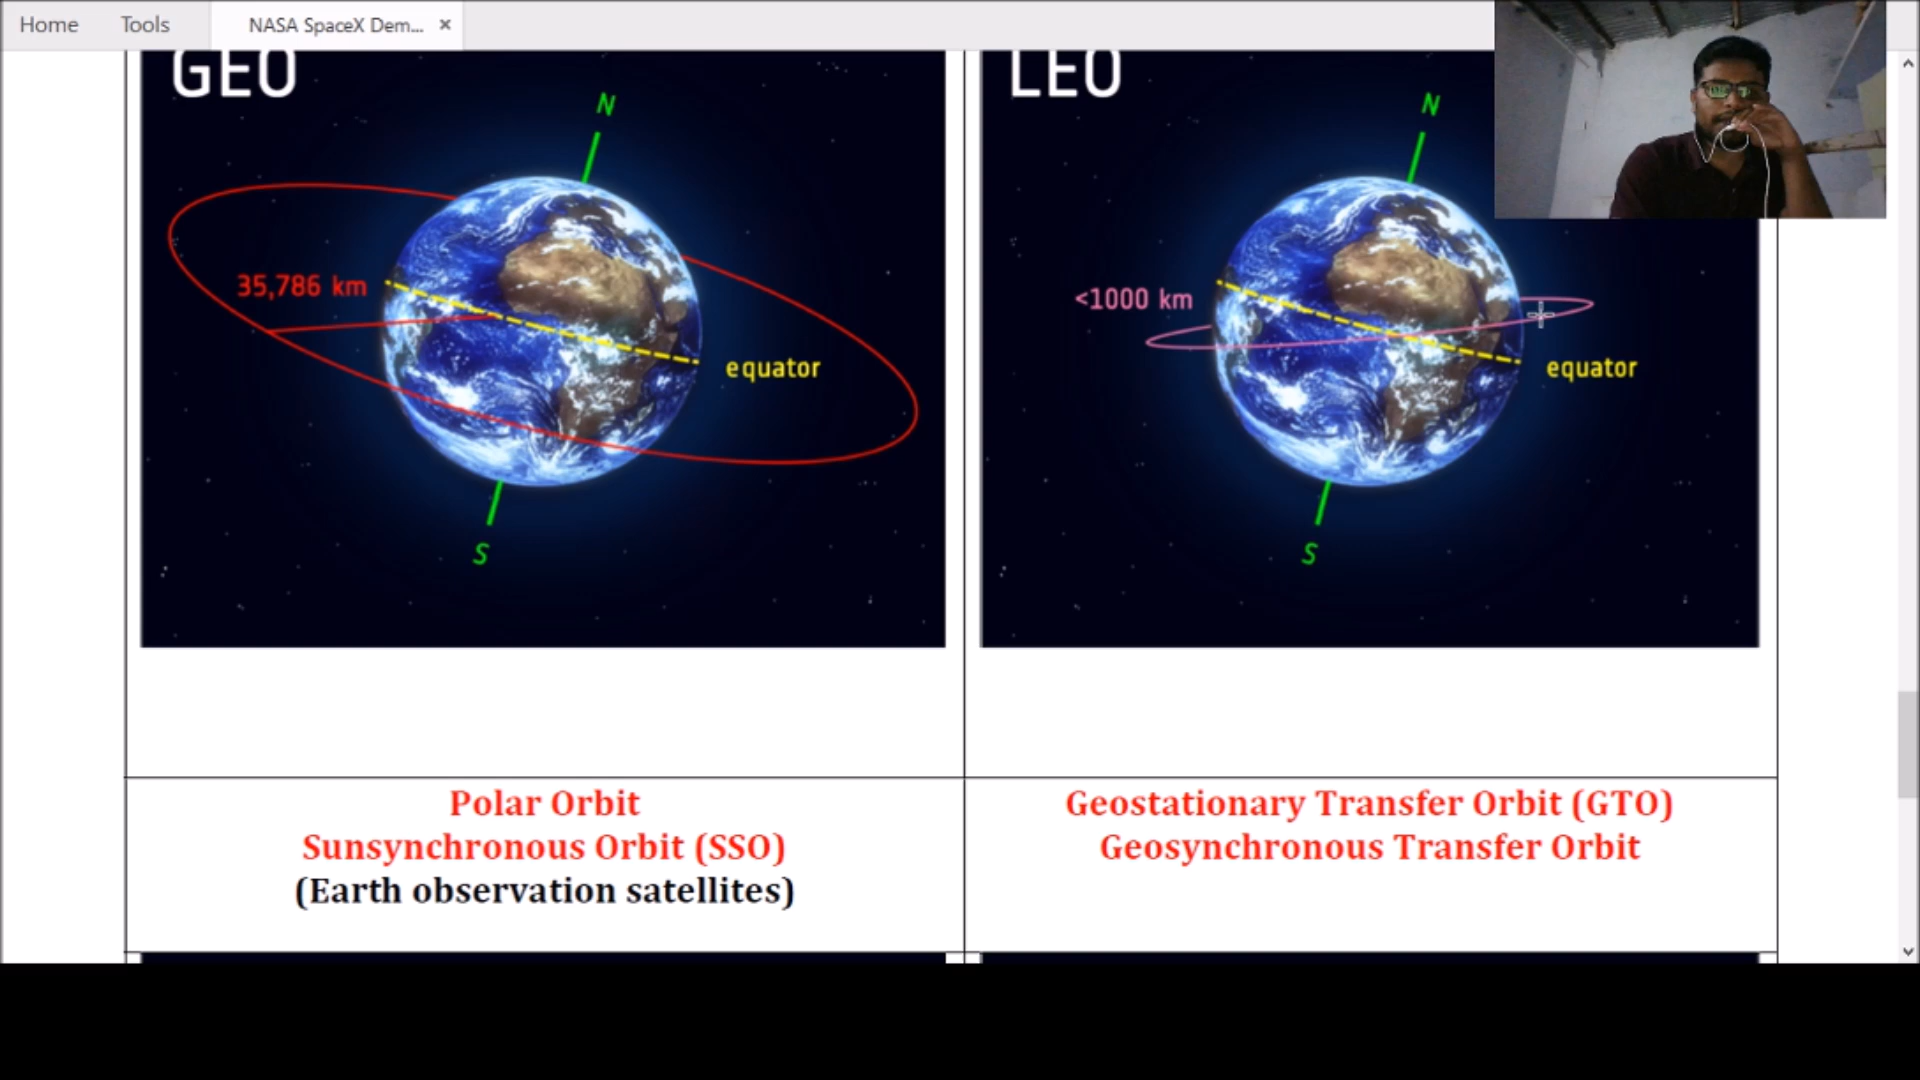 Home Tools NASA SpaceX Dem... ×
GEO
N
35,786 km
equator
S
LEO
N
<1000 km
equator
S
Polar Orbit
Sunsynchronous Orbit (SSO)
(Earth observation satellites)
Geostationary Transfer Orbit (GTO)
Geosynchronous Transfer Orbit